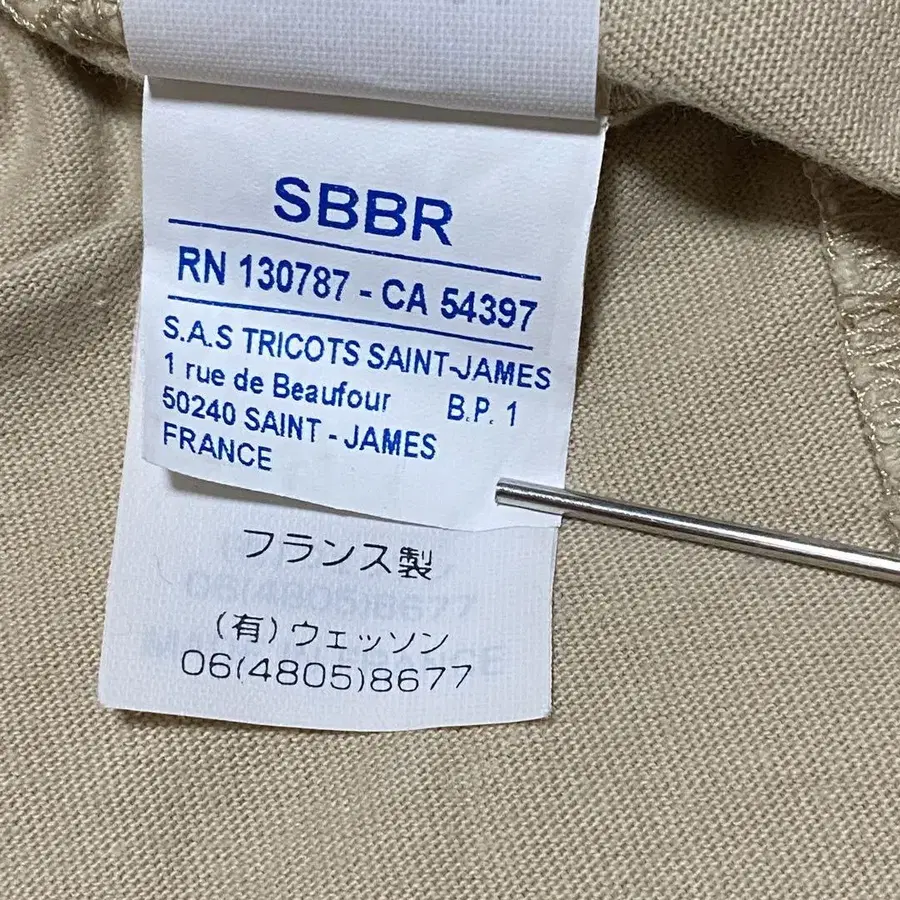 SBBR
RN 130787 - CA 54397
S.A.S TRICOTS SAINT-JAMES
1 rue de Beaufour B.P. 1
50240 SAINT - JAMES
FRANCE
フランス製
(有)ウェッソン
06(4805)8677